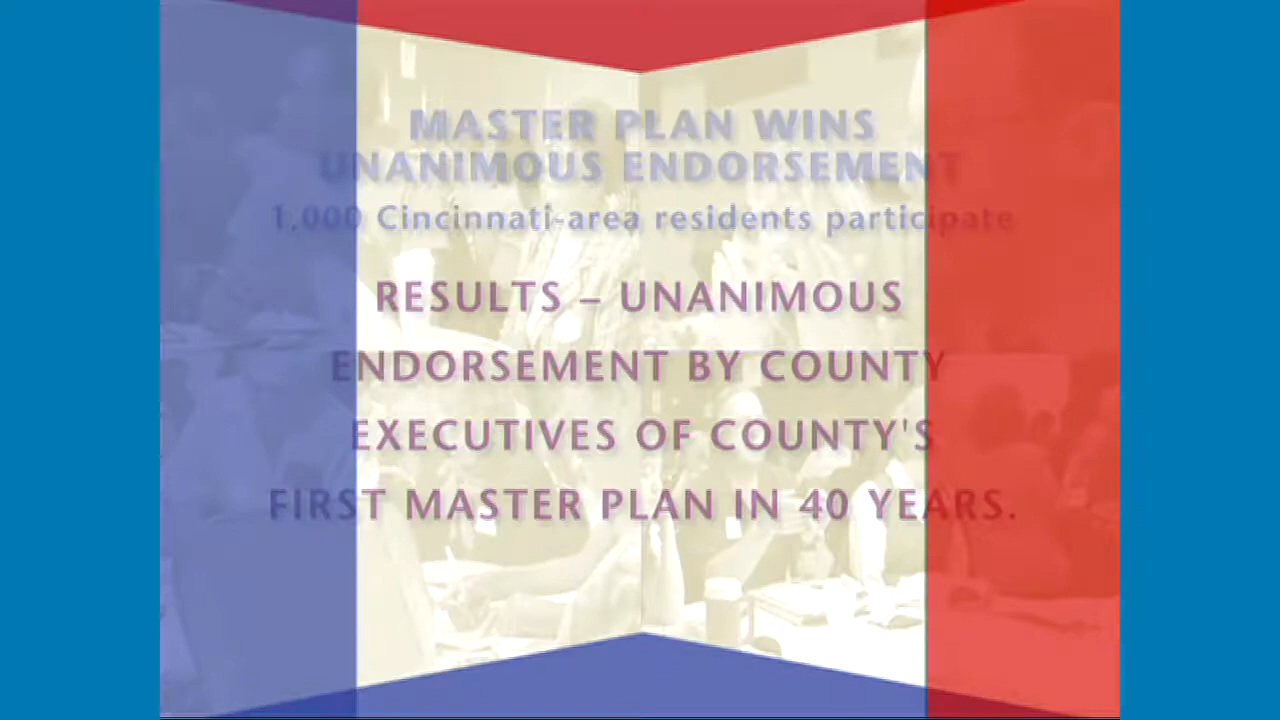 MASTER PLAN WINS
UNANIMOUS ENDORSEMENT
1,000 Cincinnati-area residents participate
RESULTS – UNANIMOUS
ENDORSEMENT BY COUNTY
EXECUTIVES OF COUNTY'S
FIRST MASTER PLAN IN 40 YEARS.